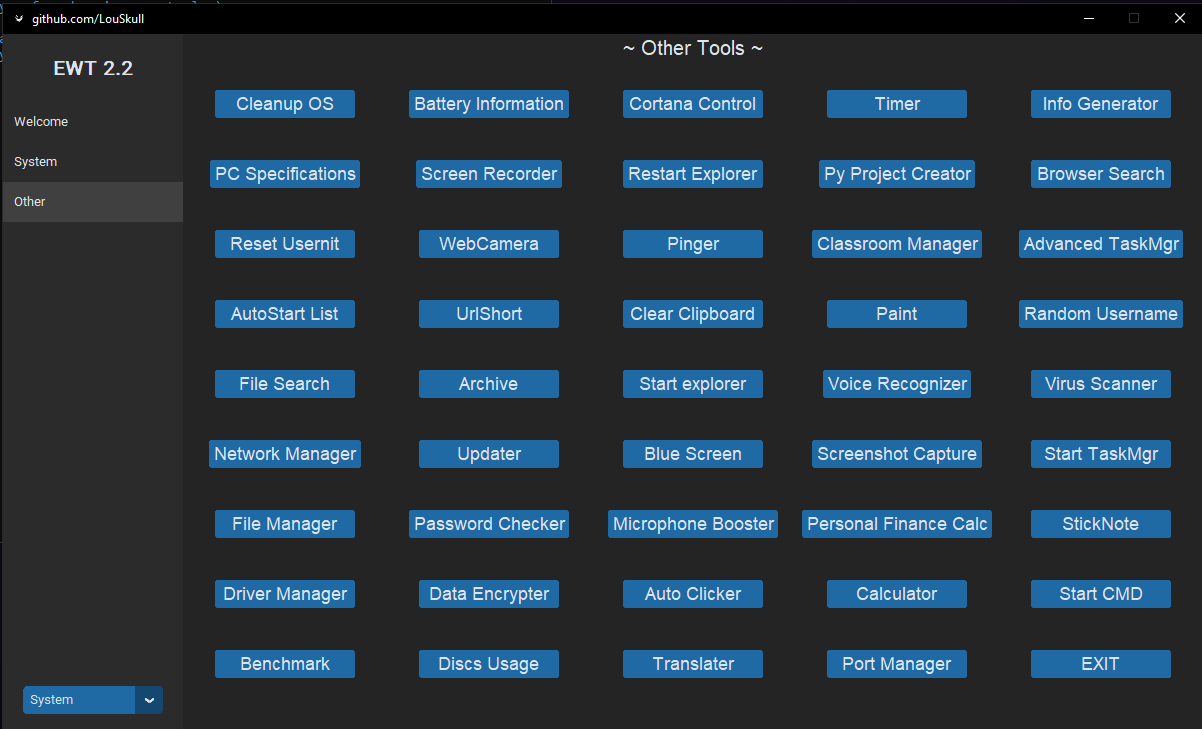 github.com/LouSkull
EWT 2.2
Welcome
System
Other
System
~ Other Tools ~
Cleanup OS Battery Information Cortana Control Timer Info Generator
PC Specifications Screen Recorder Restart Explorer Py Project Creator Browser Search
Reset Usernit WebCamera Pinger Classroom Manager Advanced TaskMgr
AutoStart List UrlShort Clear Clipboard Paint Random Username
File Search Archive Start explorer Voice Recognizer Virus Scanner
Network Manager Updater Blue Screen Screenshot Capture Start TaskMgr
File Manager Password Checker Microphone Booster Personal Finance Calc StickNote
Driver Manager Data Encrypter Auto Clicker Calculator Start CMD
Benchmark Discs Usage Translater Port Manager EXIT